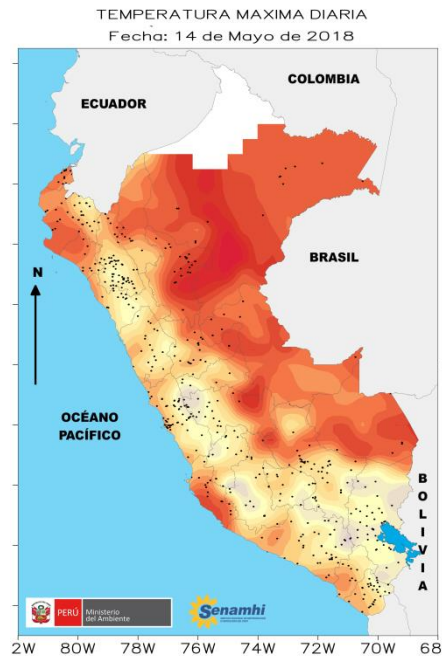 TEMPERATURA MAXIMA DIARIA
Fecha: 14 de Mayo de 2018
COLOMBIA
ECUADOR
BRASIL
N
OCÉANO
PACÍFICO
BOLIVIA
PERÚ
Ministerio
del Ambiente
Senamhi
2W 80W 78W 76W 74W 72W 70W 68